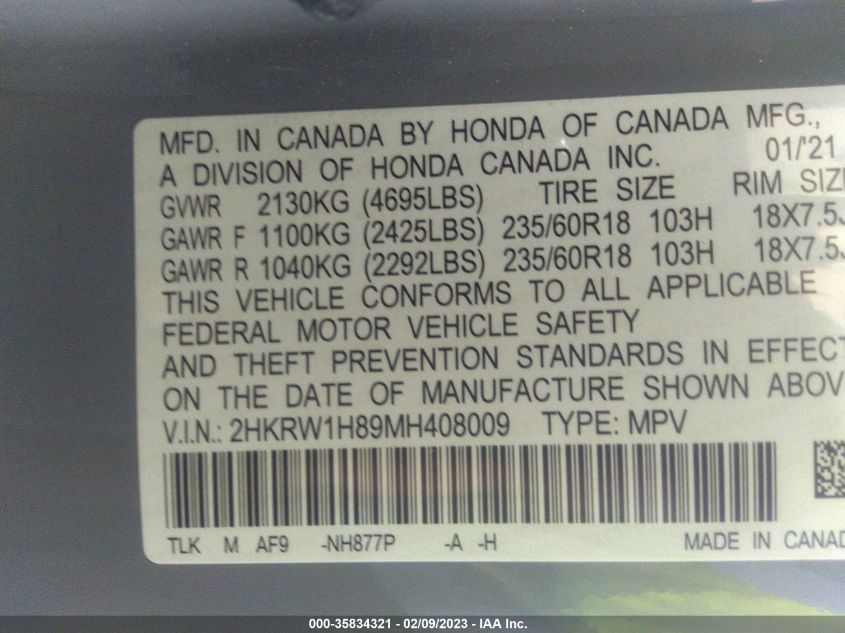 MFD. IN CANADA BY HONDA OF CANADA MFG.,
A DIVISION OF HONDA CANADA INC. 01/'21
GVWR 2130KG (4695LBS) TIRE SIZE RIM SIZE
GAWR F 1100KG (2425LBS) 235/60R18 103H 18X7.5J
GAWR R 1040KG (2292LBS) 235/60R18 103H 18X7.5J
THIS VEHICLE CONFORMS TO ALL APPLICABLE
FEDERAL MOTOR VEHICLE SAFETY
AND THEFT PREVENTION STANDARDS IN EFFECT
ON THE DATE OF MANUFACTURE SHOWN ABOV
V.I.N.: 2HKRW1H89MH408009 TYPE: MPV
TLK M AF9 -NH877P -A -H MADE IN CANAD
000-35834321 - 02/09/2023 - IAA Inc.